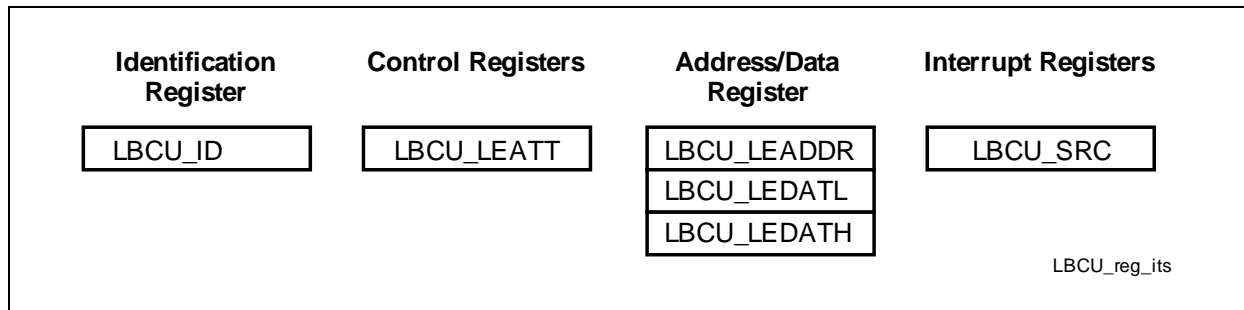 Identification
Register
Control Registers
Address/Data
Register
Interrupt Registers
LBCU_ID
LBCU_LEATT
LBCU_LEADDR
LBCU_SRC
LBCU_LEDATL
LBCU_LEDATH
LBCU_reg_its